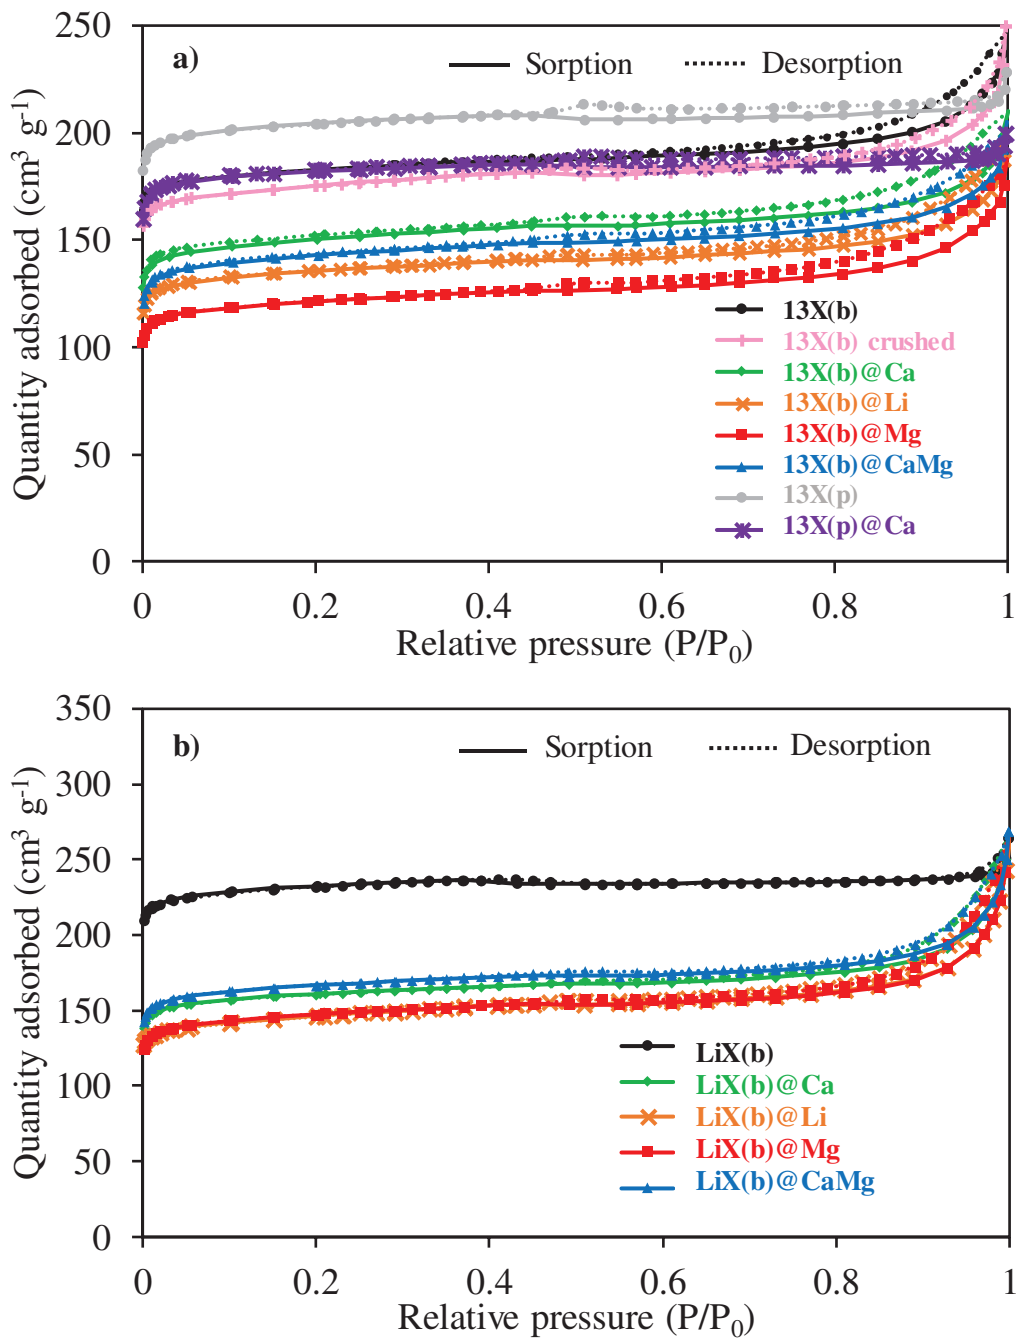 250
200
150
100
50
0
Quantity adsorbed (cm³ g⁻¹)
a)
Sorption
Desorption
13X(b)
13X(b) crushed
13X(b)@Ca
13X(b)@Li
13X(b)@Mg
13X(b)@CaMg
13X(p)
13X(p)@Ca
0 0.2 0.4 0.6 0.8 1
Relative pressure (P/P₀)
350
300
250
200
150
100
50
0
Quantity adsorbed (cm³ g⁻¹)
b)
Sorption
Desorption
LiX(b)
LiX(b)@Ca
LiX(b)@Li
LiX(b)@Mg
LiX(b)@CaMg
0 0.2 0.4 0.6 0.8 1
Relative pressure (P/P₀)